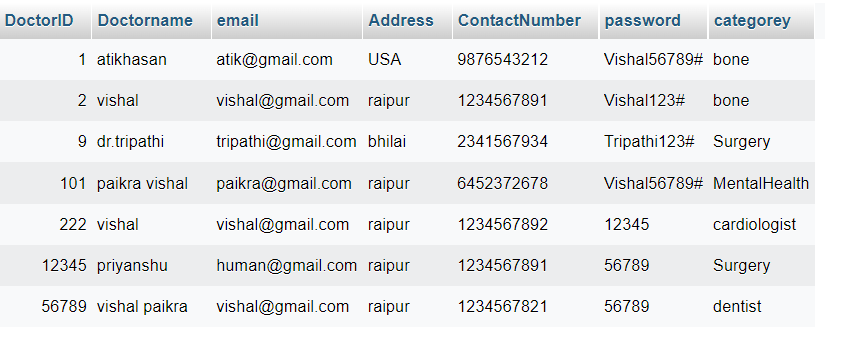 DoctorID Doctorname email Address ContactNumber password categorey
1 atikhasan atik@gmail.com USA 9876543212 Vishal56789# bone
2 vishal vishal@gmail.com raipur 1234567891 Vishal123# bone
9 dr.tripathi tripathi@gmail.com bhilai 2341567934 Tripathi123# Surgery
101 paikra vishal paikra@gmail.com raipur 6452372678 Vishal56789# MentalHealth
222 vishal vishal@gmail.com raipur 1234567892 12345 cardiologist
12345 priyanshu human@gmail.com raipur 1234567891 56789 Surgery
56789 vishal paikra vishal@gmail.com raipur 1234567821 56789 dentist